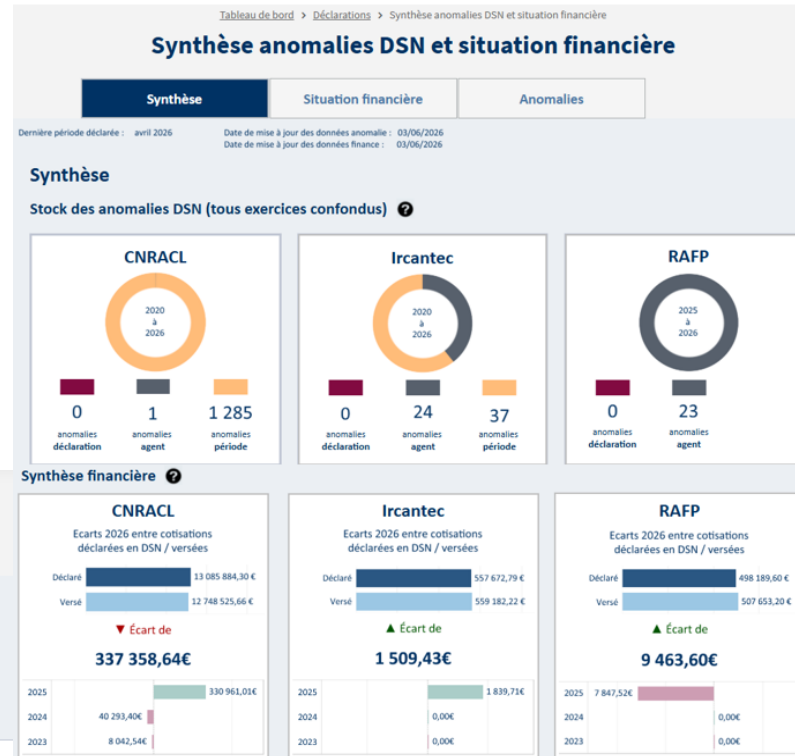 Tableau de bord > Déclarations > Synthèse anomalies DSN et situation financière
Synthèse anomalies DSN et situation financière
Synthèse
Situation financière
Anomalies
Dernière période déclarée : avril 2026
Date de mise à jour des données anomalie : 03/06/2026
Date de mise à jour des données finance : 03/06/2026
Synthèse
Stock des anomalies DSN (tous exercices confondus) ?
CNRACL
2020
à
2026
0
anomalies
déclaration
1
anomalies
agent
1 285
anomalies
période
Ircantec
2020
à
2026
0
anomalies
déclaration
24
anomalies
agent
37
anomalies
période
RAFP
2025
à
2026
0
anomalies
déclaration
23
anomalies
agent
Synthèse financière ?
CNRACL
Ecarts 2026 entre cotisations
déclarées en DSN / versées
Déclaré 13 085 884,30 €
Versé 12 748 525,66 €
▼ Écart de
337 358,64€
2025 330 961,01€
2024 40 293,40€
2023 8 042,54€
Ircantec
Ecarts 2026 entre cotisations
déclarées en DSN / versées
Déclaré 557 672,79 €
Versé 559 182,22 €
▲ Écart de
1 509,43€
2025 1 839,71€
2024 0,00€
2023 0,00€
RAFP
Ecarts 2026 entre cotisations
déclarées en DSN / versées
Déclaré 498 189,60 €
Versé 507 653,20 €
▲ Écart de
9 463,60€
2025 7 847,52€
2024 0,00€
2023 0,00€